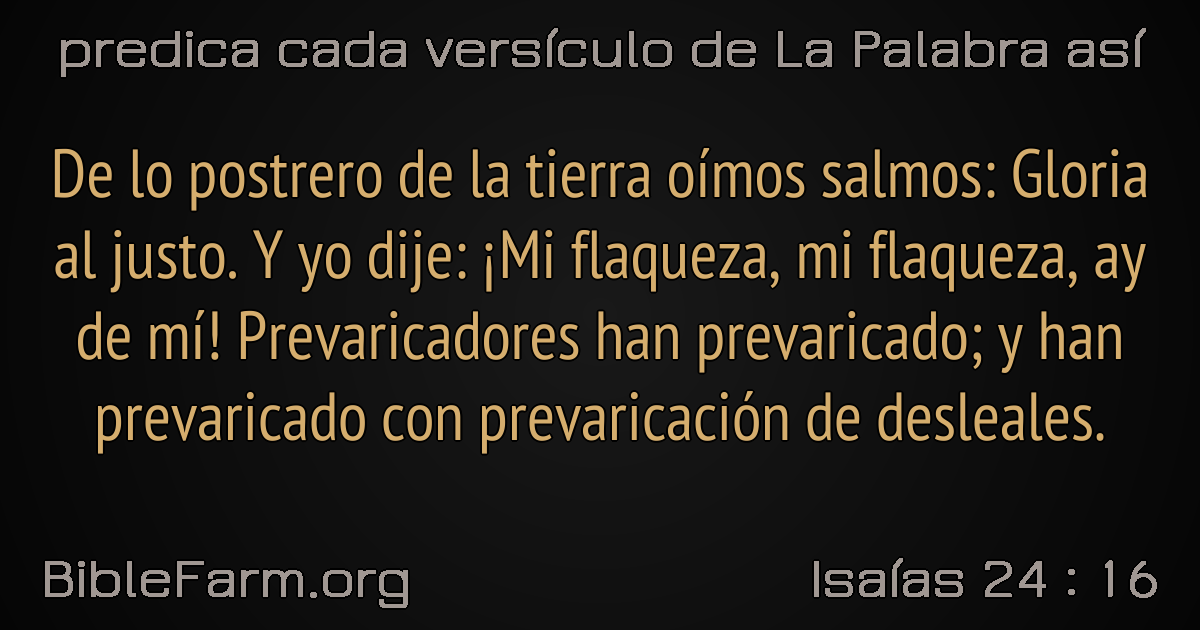 predica cada versículo de La Palabra así
De lo postrero de la tierra oímos salmos: Gloria
al justo. Y yo dije: ¡Mi flaqueza, mi flaqueza, ay
de mí! Prevaricadores han prevaricado; y han
prevaricado con prevaricación de desleales.
BibleFarm.org
Isaías 24 : 16